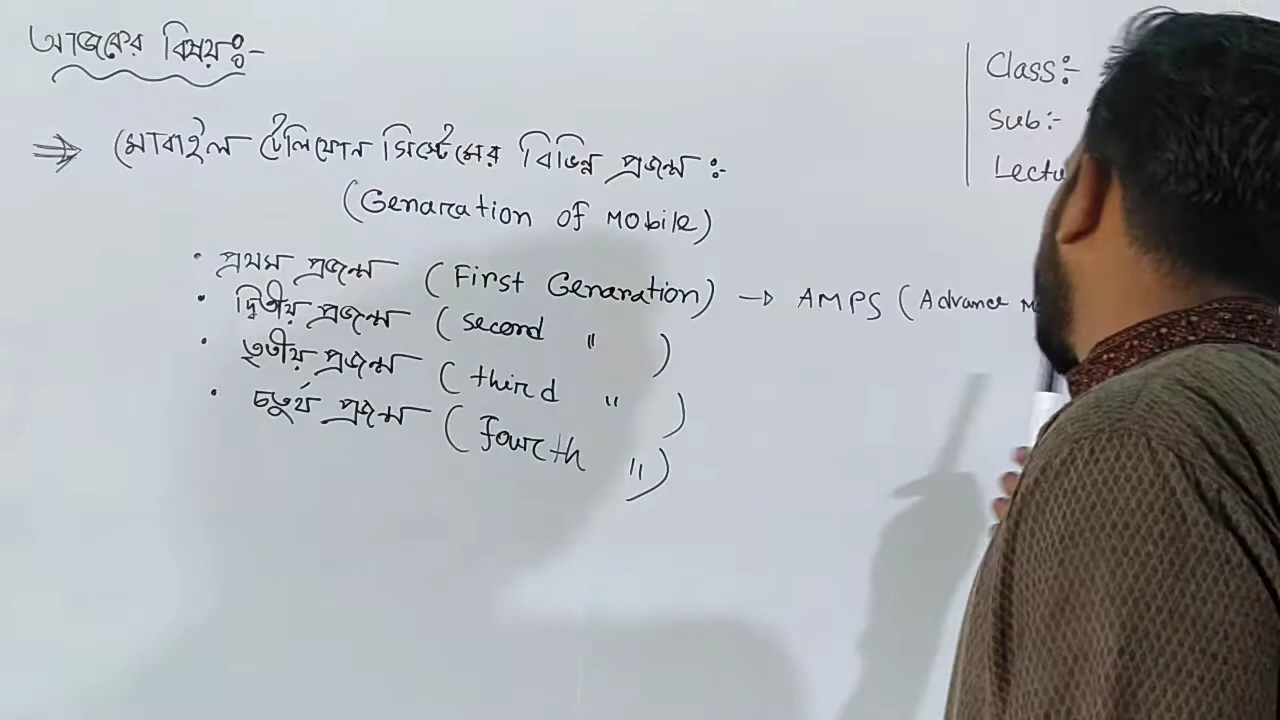 আজকের বিষয়ঃ-
Class:-
Sub:-
⇒ মোবাইল টেলিফোন সিস্টেমের বিভিন্ন প্রজন্ম :-
(Genaration of Mobile)
• প্রথম প্রজন্ম (First Genaration) → AMPS (Advance
• দ্বিতীয় প্রজন্ম (second " )
• তৃতীয় প্রজন্ম (third " )
• চতুর্থ প্রজন্ম (fourth " )